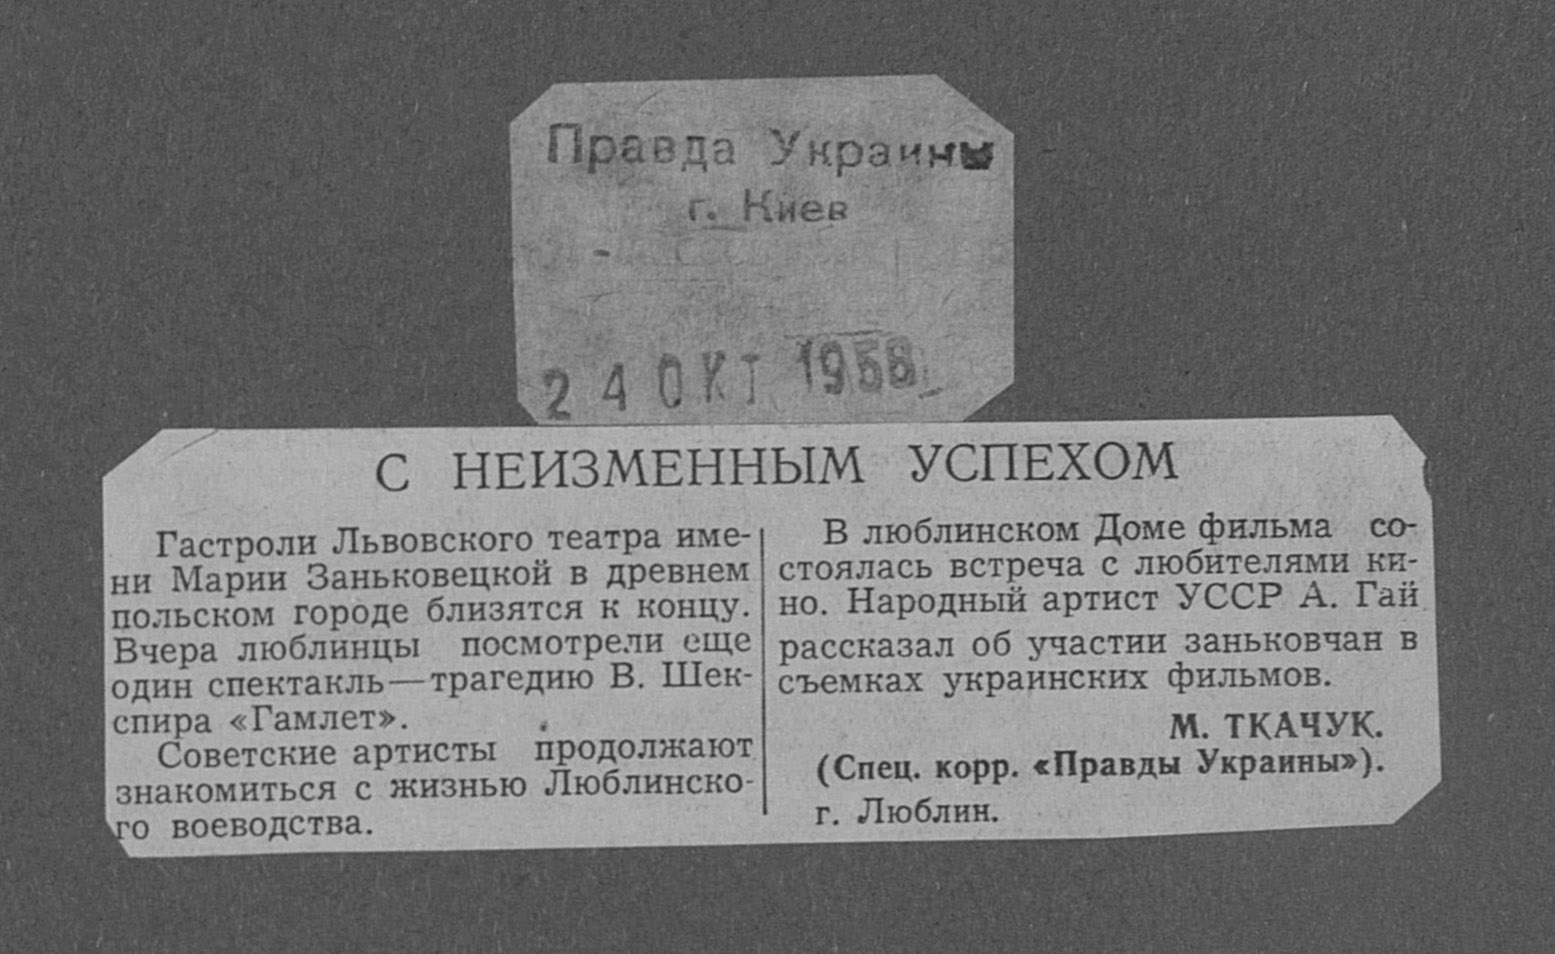 Правда Украины
г. Киев
24 ОКТ 1958
С НЕИЗМЕННЫМ УСПЕХОМ
Гастроли Львовского театра име-
ни Марии Заньковецкой в древнем
польском городе близятся к концу.
Вчера люблинцы посмотрели еще
один спектакль—трагедию В. Шек-
спира «Гамлет».
Советские артисты продолжают
знакомиться с жизнью Люблинско-
го воеводства.
В люблинском Доме фильма со-
стоялась встреча с любителями ки-
но. Народный артист УССР А. Гай
рассказал об участии заньковчан в
съемках украинских фильмов.
М. ТКАЧУК.
(Спец. корр. «Правды Украины»).
г. Люблин.